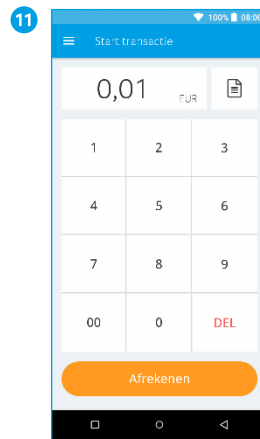 11
100% 08:00
Start transactie
0,01 EUR
1 2 3
4 5 6
7 8 9
00 0 DEL
Afrekenen